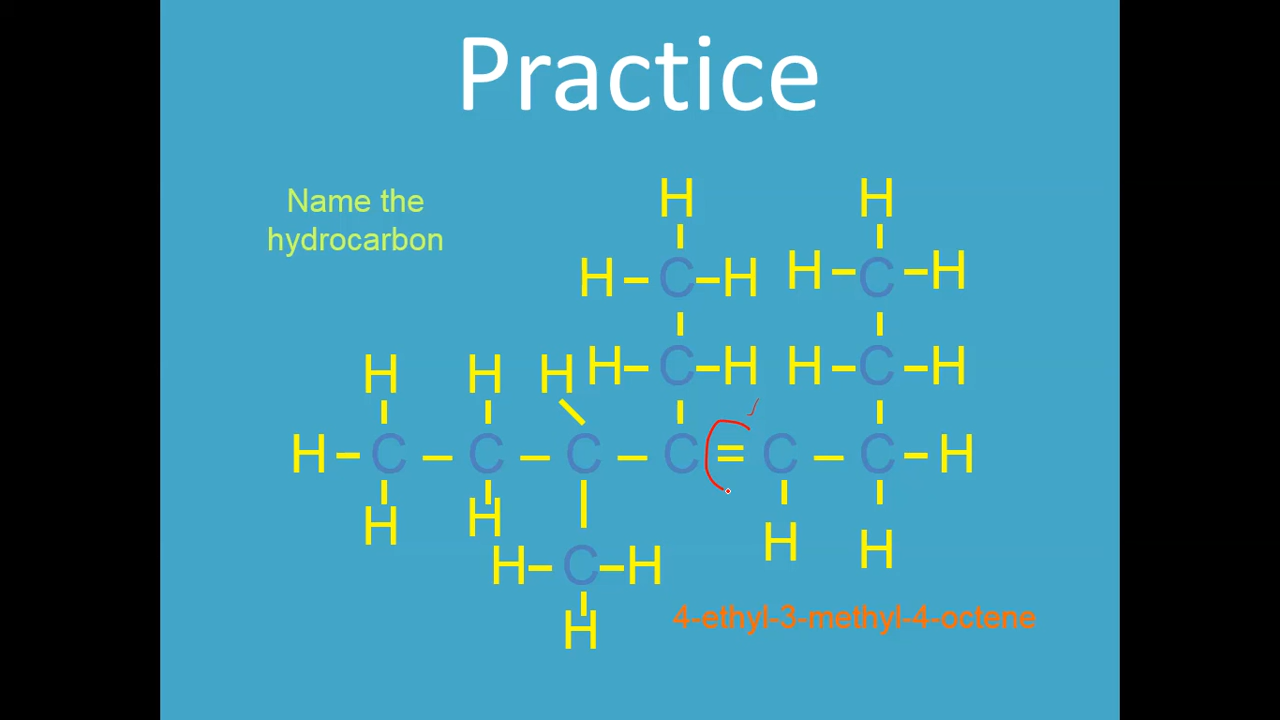 Practice
Name the
hydrocarbon
H H
H C H H C H
H H H H C H H C H
H C C C C = C C H
H H H C H H H
H
4-ethyl-3-methyl-4-octene